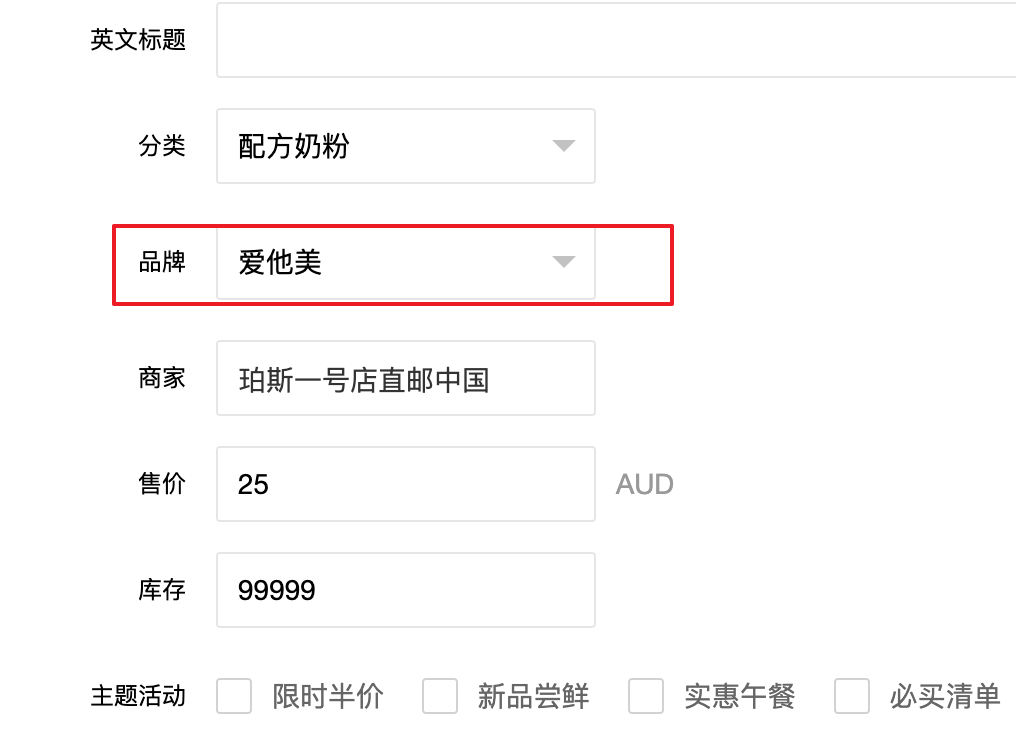 英文标题
分类 配方奶粉
品牌 爱他美
商家 珀斯一号店直邮中国
售价 25 AUD
库存 99999
主题活动 限时半价 新品尝鲜 实惠午餐 必买清单